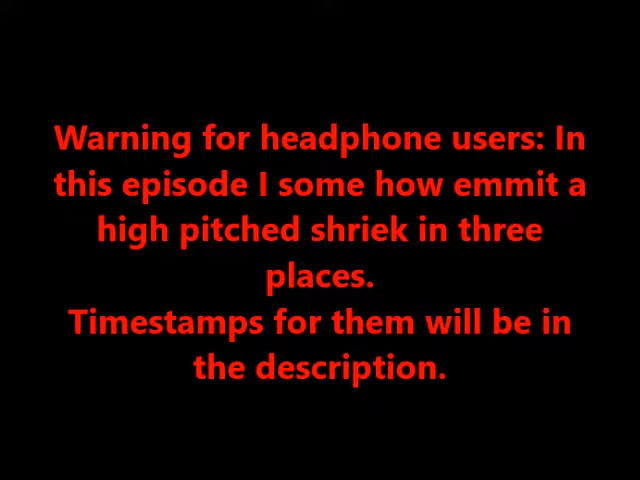 Warning for headphone users: In
this episode I some how emmit a
high pitched shriek in three
places.
Timestamps for them will be in
the description.